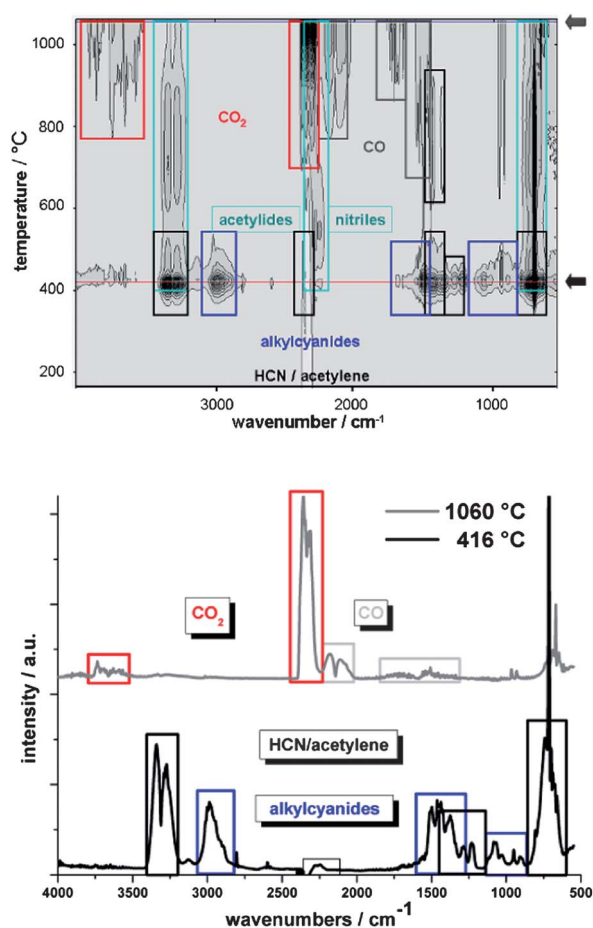 temperature / °C
1000
800
600
400
200
CO2
CO
acetylides
nitriles
alkylcyanides
HCN / acetylene
3000
2000
1000
wavenumber / cm-1
1060 °C
416 °C
CO2
CO
HCN/acetylene
alkylcyanides
intensity / a.u.
4000
3500
3000
2500
2000
1500
1000
500
wavenumbers / cm-1